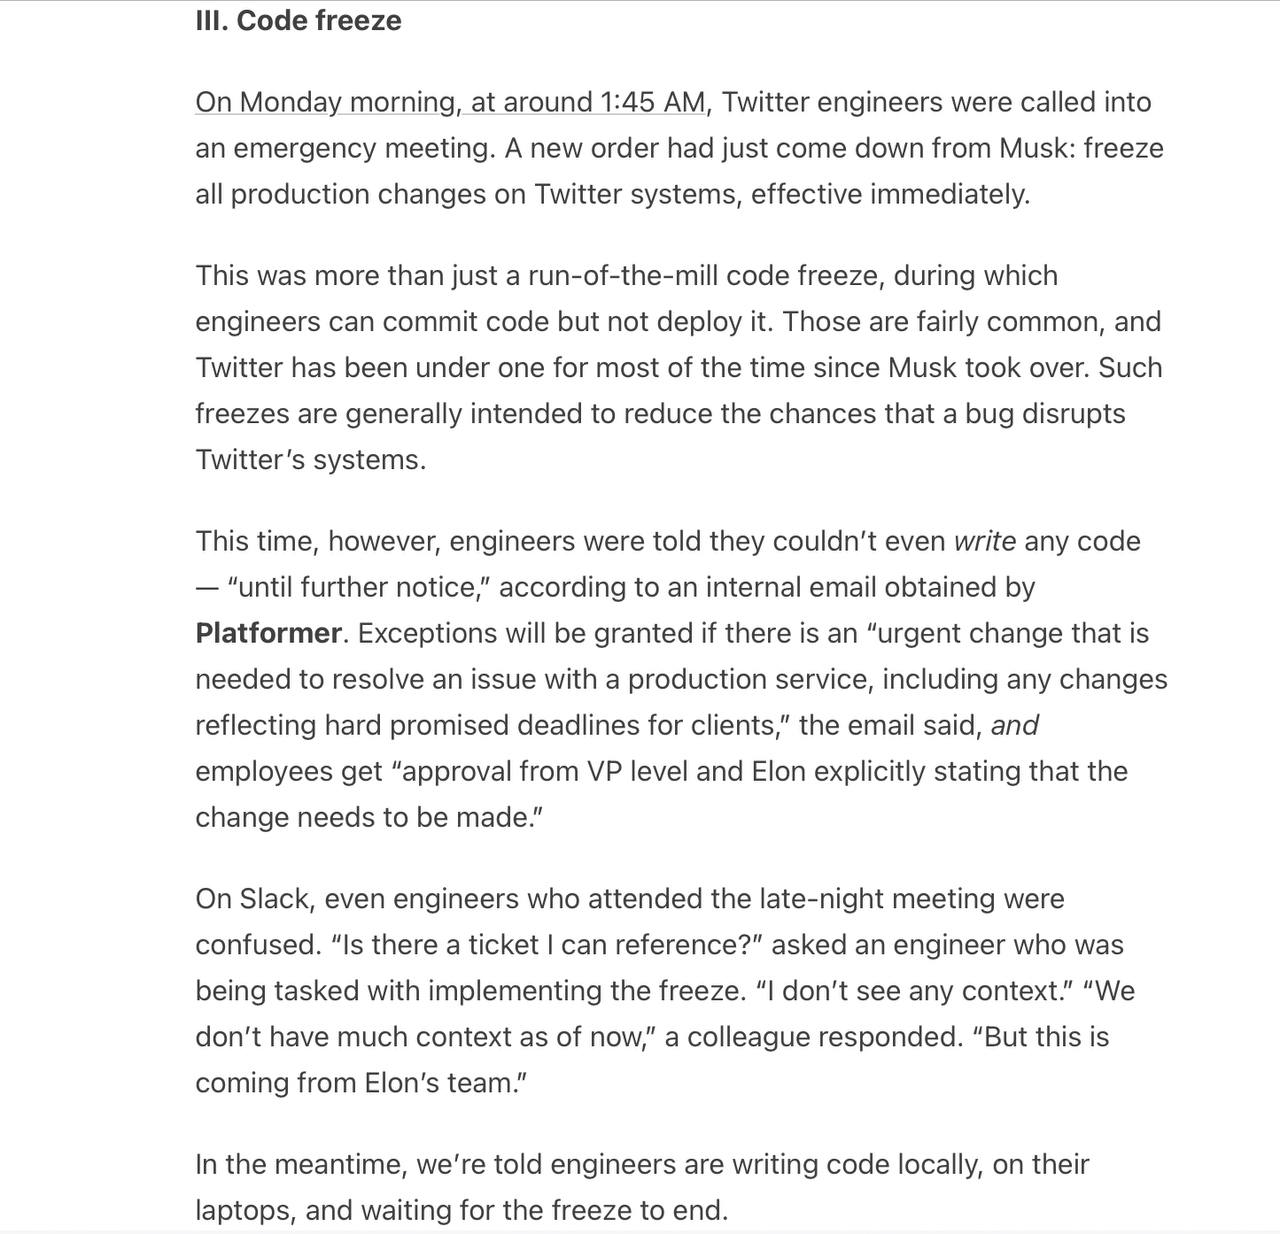 III. Code freeze
On Monday morning, at around 1:45 AM, Twitter engineers were called into
an emergency meeting. A new order had just come down from Musk: freeze
all production changes on Twitter systems, effective immediately.
This was more than just a run-of-the-mill code freeze, during which
engineers can commit code but not deploy it. Those are fairly common, and
Twitter has been under one for most of the time since Musk took over. Such
freezes are generally intended to reduce the chances that a bug disrupts
Twitter’s systems.
This time, however, engineers were told they couldn’t even write any code
— “until further notice,” according to an internal email obtained by
Platformer. Exceptions will be granted if there is an “urgent change that is
needed to resolve an issue with a production service, including any changes
reflecting hard promised deadlines for clients,” the email said, and
employees get “approval from VP level and Elon explicitly stating that the
change needs to be made.”
On Slack, even engineers who attended the late-night meeting were
confused. “Is there a ticket I can reference?” asked an engineer who was
being tasked with implementing the freeze. “I don’t see any context.” “We
don’t have much context as of now,” a colleague responded. “But this is
coming from Elon’s team.”
In the meantime, we’re told engineers are writing code locally, on their
laptops, and waiting for the freeze to end.